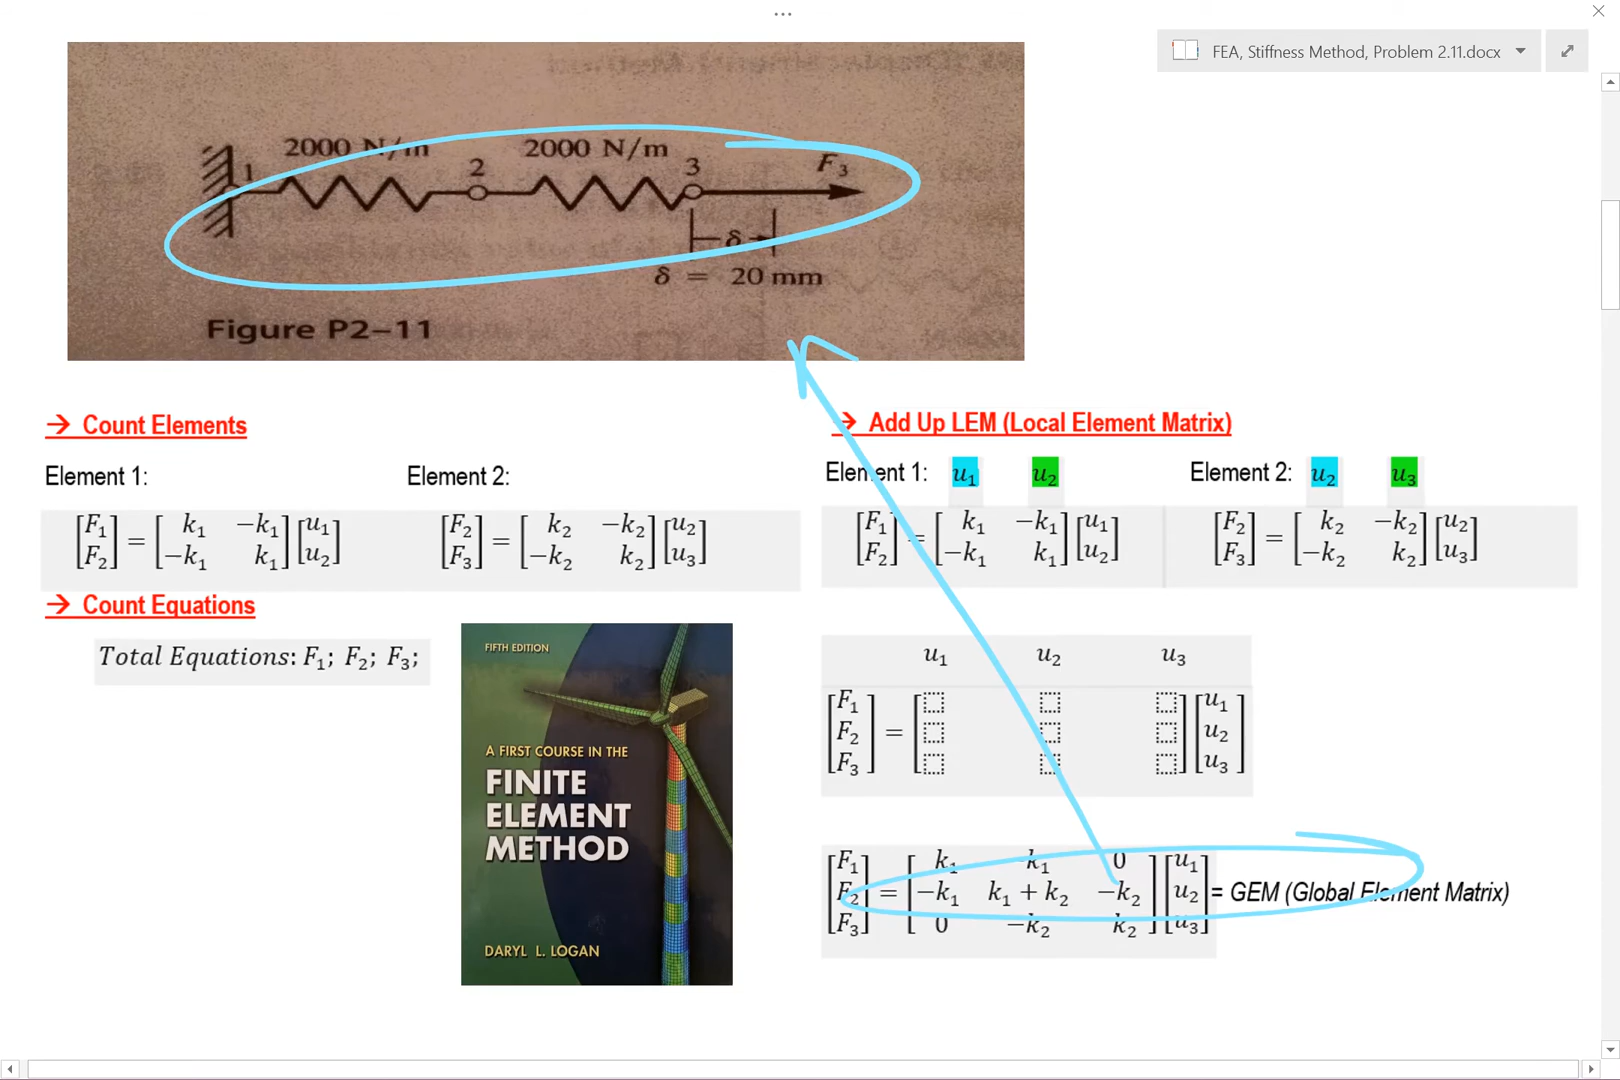 ...
FEA, Stiffness Method, Problem 2.11.docx
2000 N/m 2000 N/m
1 2 3 F₃
δ
δ = 20 mm
Figure P2–11
→ Count Elements
Element 1: Element 2:
[F₁ F₂] = [k₁ −k₁ −k₁ k₁] [u₁ u₂]
[F₂ F₃] = [k₂ −k₂ −k₂ k₂] [u₂ u₃]
→ Count Equations
Total Equations: F₁; F₂; F₃;
FIFTH EDITION
A FIRST COURSE IN THE
FINITE
ELEMENT
METHOD
DARYL L. LOGAN
→ Add Up LEM (Local Element Matrix)
Element 1: u₁ u₂ Element 2: u₂ u₃
[F₁ F₂] = [k₁ −k₁ −k₁ k₁] [u₁ u₂]
[F₂ F₃] = [k₂ −k₂ −k₂ k₂] [u₂ u₃]
u₁ u₂ u₃
F₁ u₁
F₂ = u₂
F₃ u₃
F₁ k₁ −k₁ 0 u₁
F₂ = −k₁ k₁ + k₂ −k₂ u₂ = GEM (Global Element Matrix)
F₃ 0 −k₂ k₂ u₃